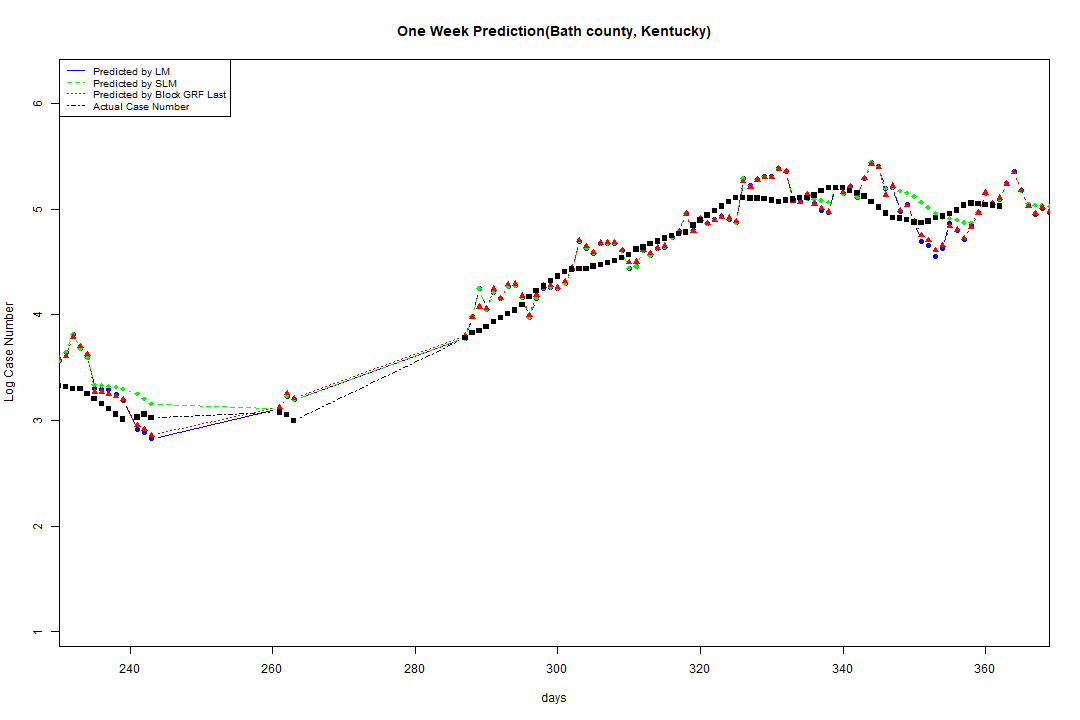 One Week Prediction(Bath county, Kentucky)
Predicted by LM
Predicted by SLM
Predicted by Block GRF Last
Actual Case Number
6
5
4
3
2
1
Log Case Number
240 260 280 300 320 340 360
days